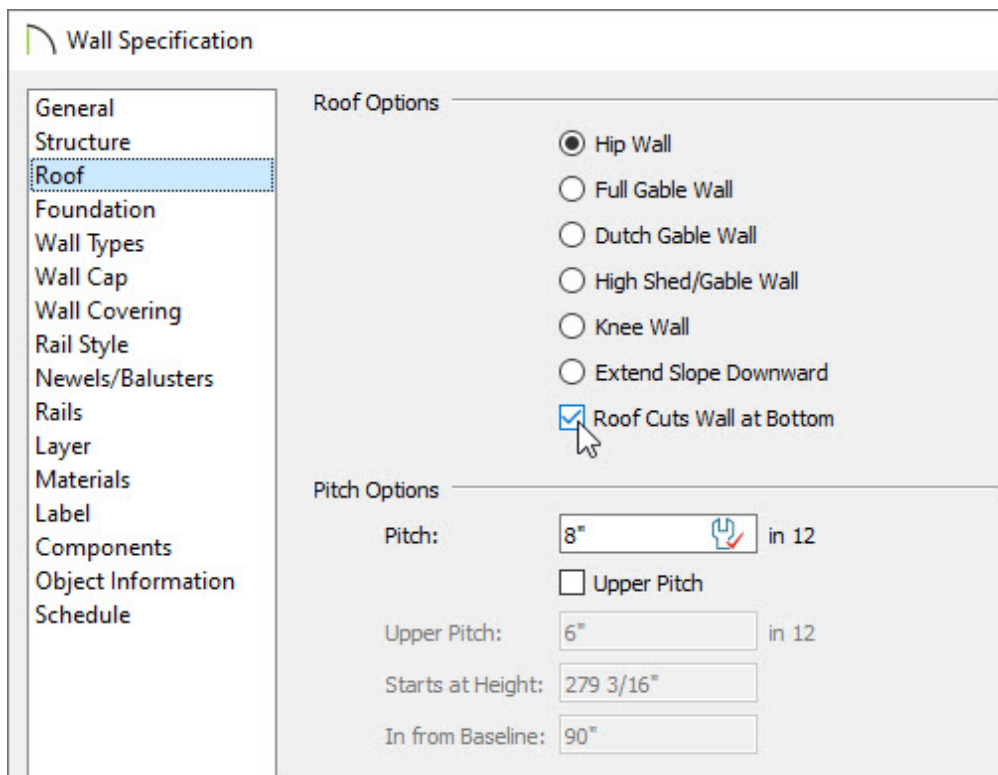 Wall Specification
General
Structure
Roof
Foundation
Wall Types
Wall Cap
Wall Covering
Rail Style
Newels/Balusters
Rails
Layer
Materials
Label
Components
Object Information
Schedule
Roof Options
Hip Wall
Full Gable Wall
Dutch Gable Wall
High Shed/Gable Wall
Knee Wall
Extend Slope Downward
Roof Cuts Wall at Bottom
Pitch Options
Pitch: 8" in 12
Upper Pitch
Upper Pitch: 6" in 12
Starts at Height: 279 3/16"
In from Baseline: 90"